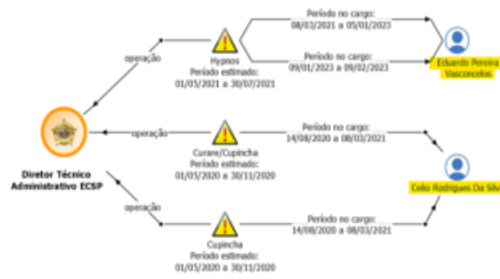 Período no cargo:
08/03/2021 a 05/01/2023
operação
Hypnos
Período estimado:
01/05/2021 a 30/07/2021
Período no cargo:
09/01/2023 a 09/02/2023
Eduardo Pereira
Vasconcelos
Diretor Técnico
Administrativo ECSP
operação
Curare/Cupincha
Período estimado:
01/05/2020 a 30/11/2020
Período no cargo:
14/08/2020 a 08/03/2021
Celio Rodrigues Da Silva
operação
Cupincha
Período estimado:
01/05/2020 a 30/11/2020
Período no cargo:
14/08/2020 a 08/03/2021